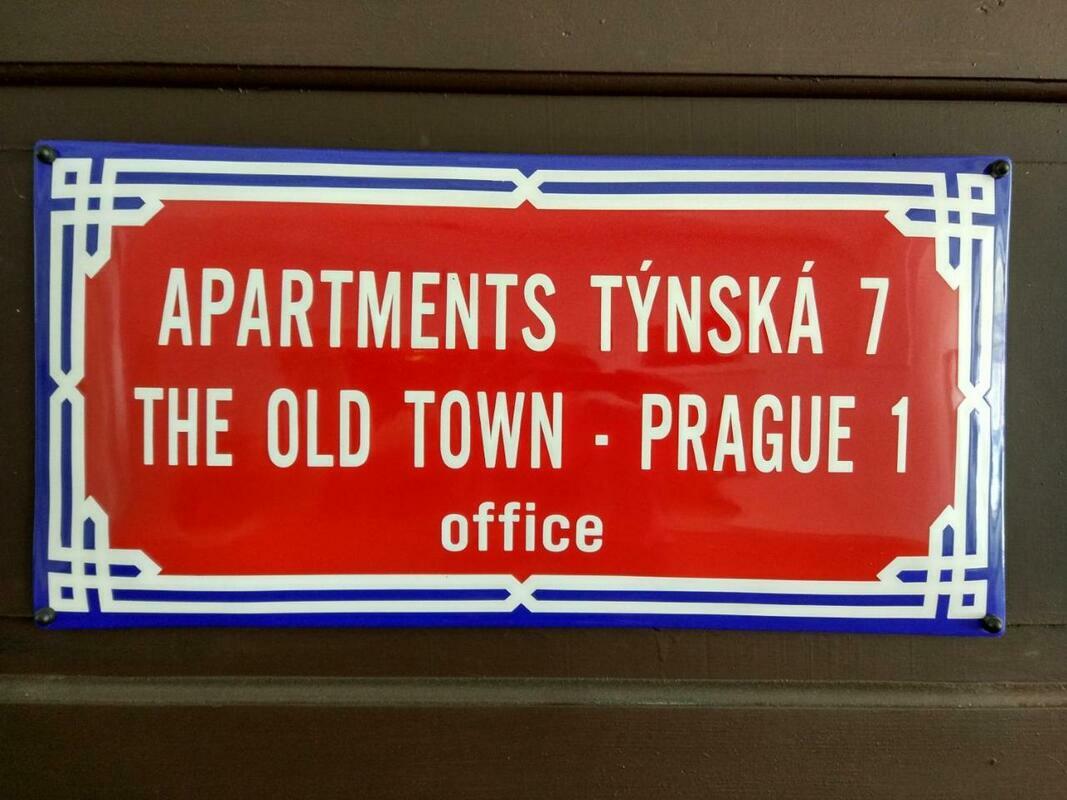 APARTMENTS TÝNSKÁ 7
THE OLD TOWN - PRAGUE 1
office